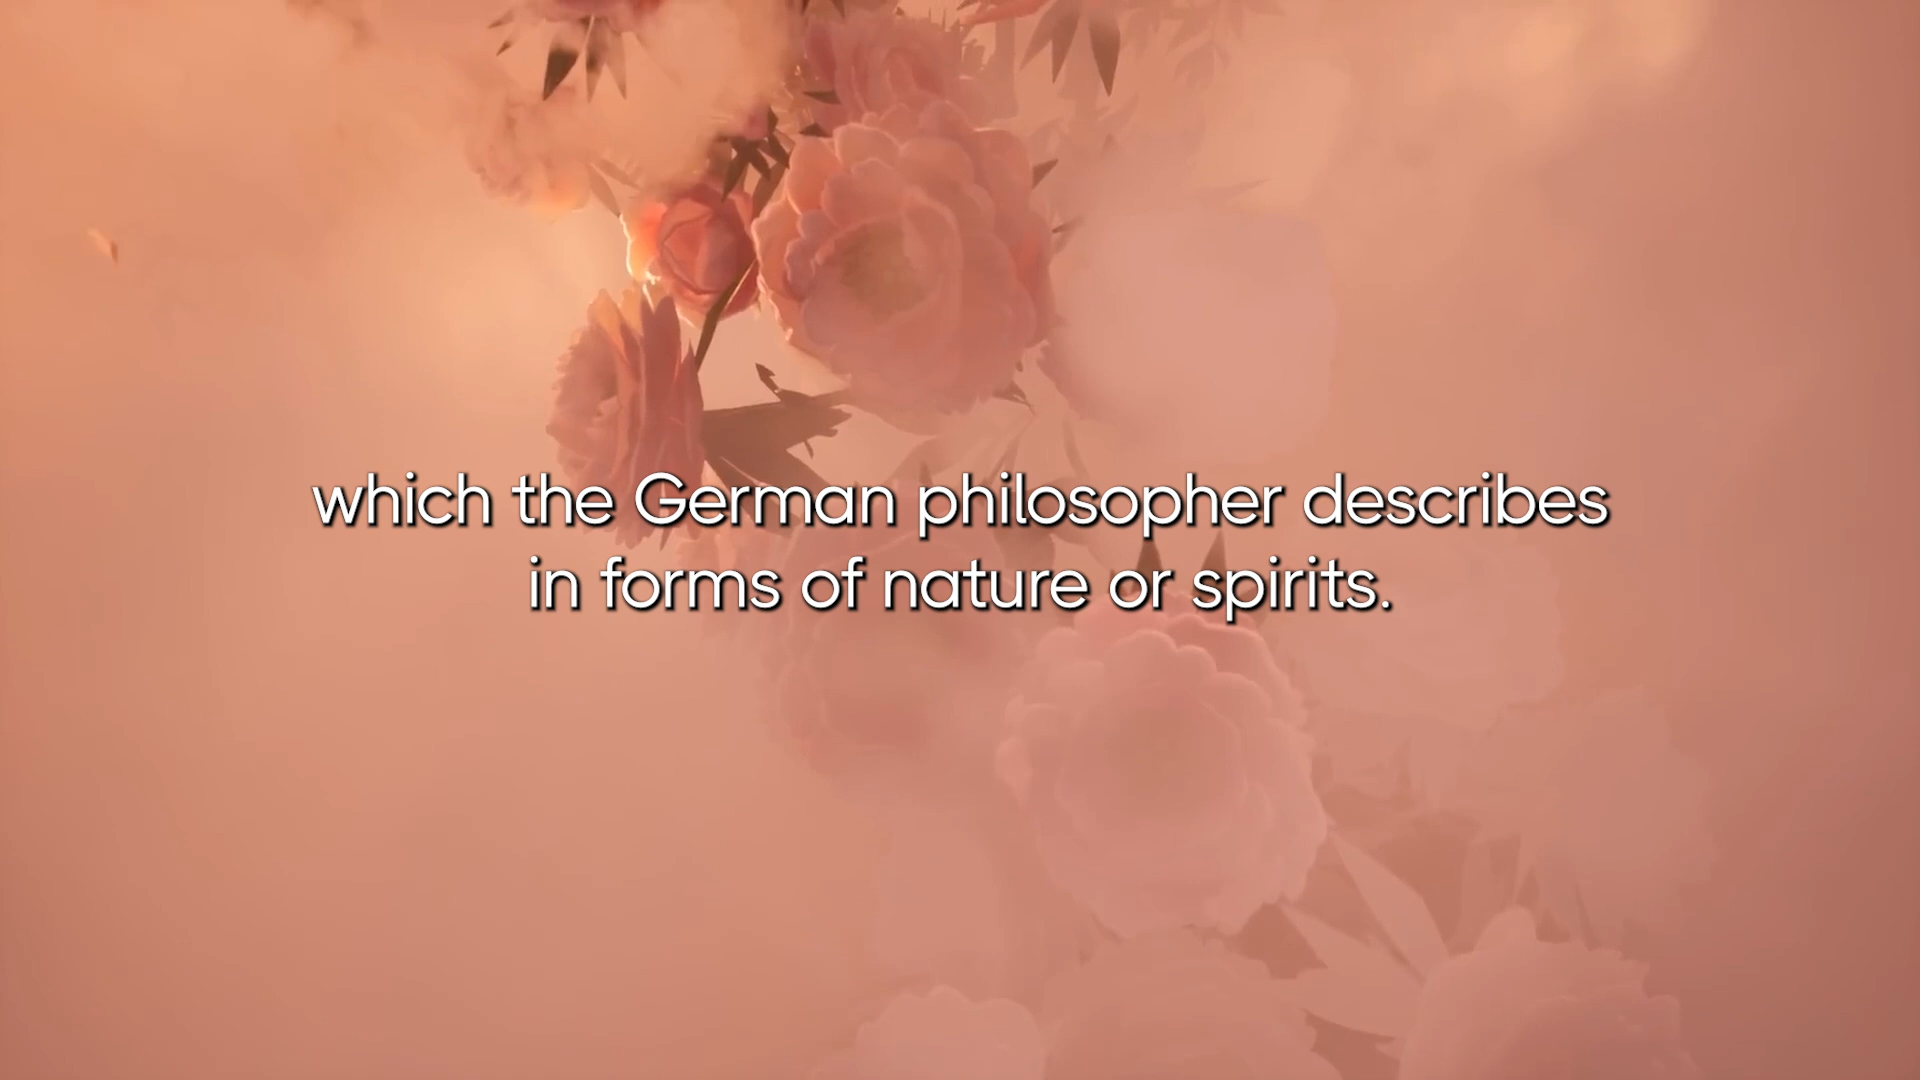 which the German philosopher describes
in forms of nature or spirits.